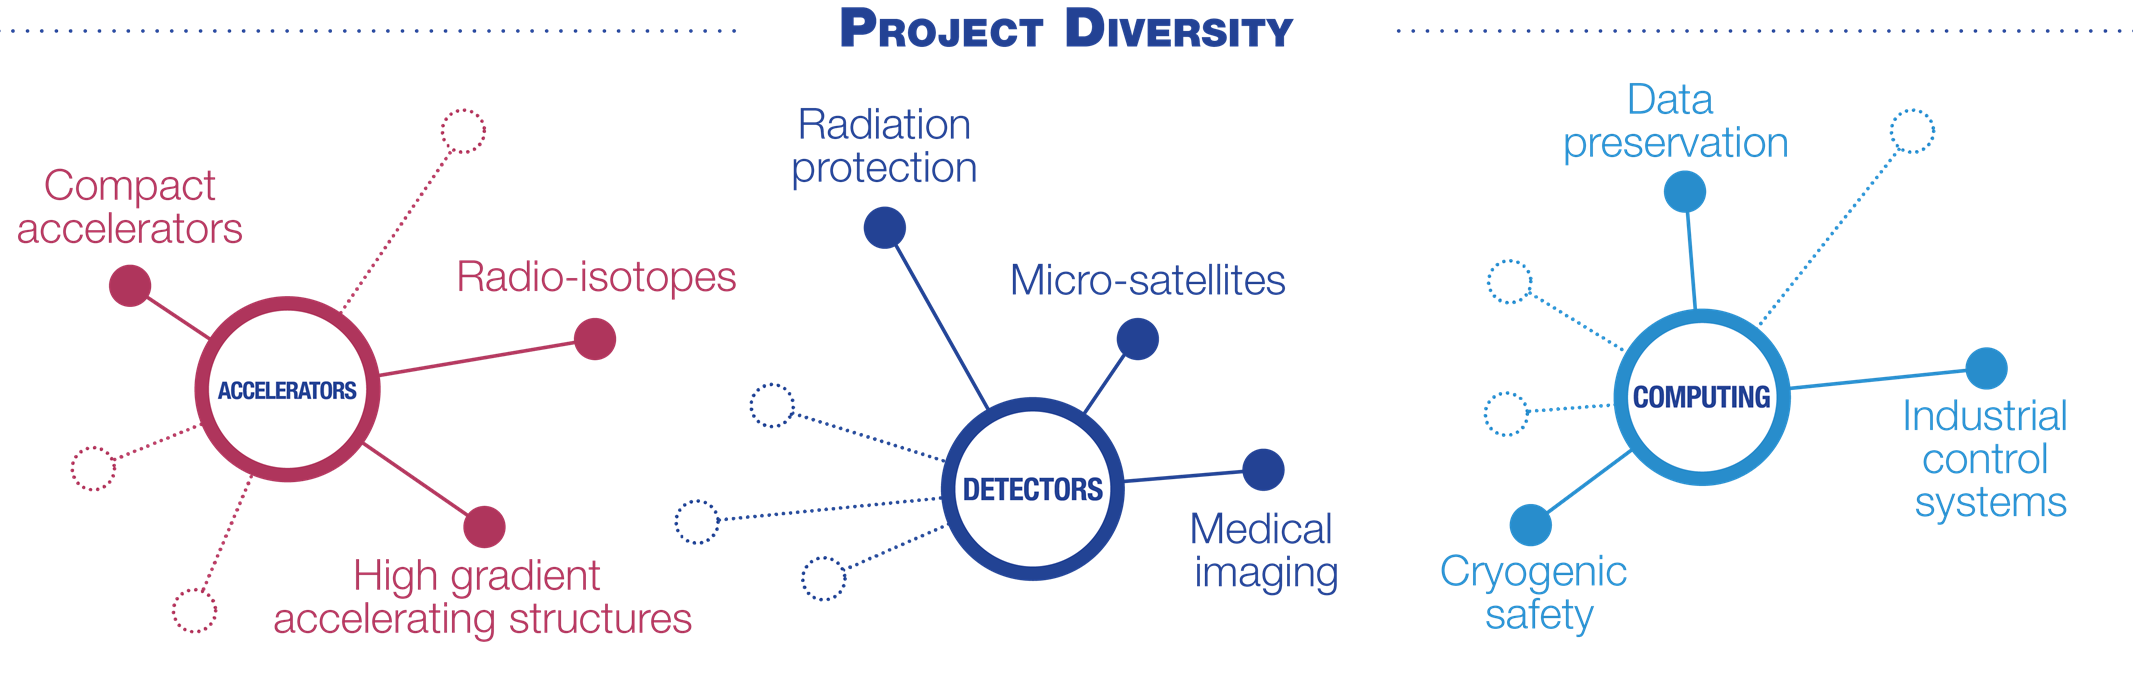 PROJECT DIVERSITY
Compact
accelerators
Radio-isotopes
ACCELERATORS
High gradient
accelerating structures
Radiation
protection
Micro-satellites
DETECTORS
Medical
imaging
Data
preservation
COMPUTING
Industrial
control
systems
Cryogenic
safety